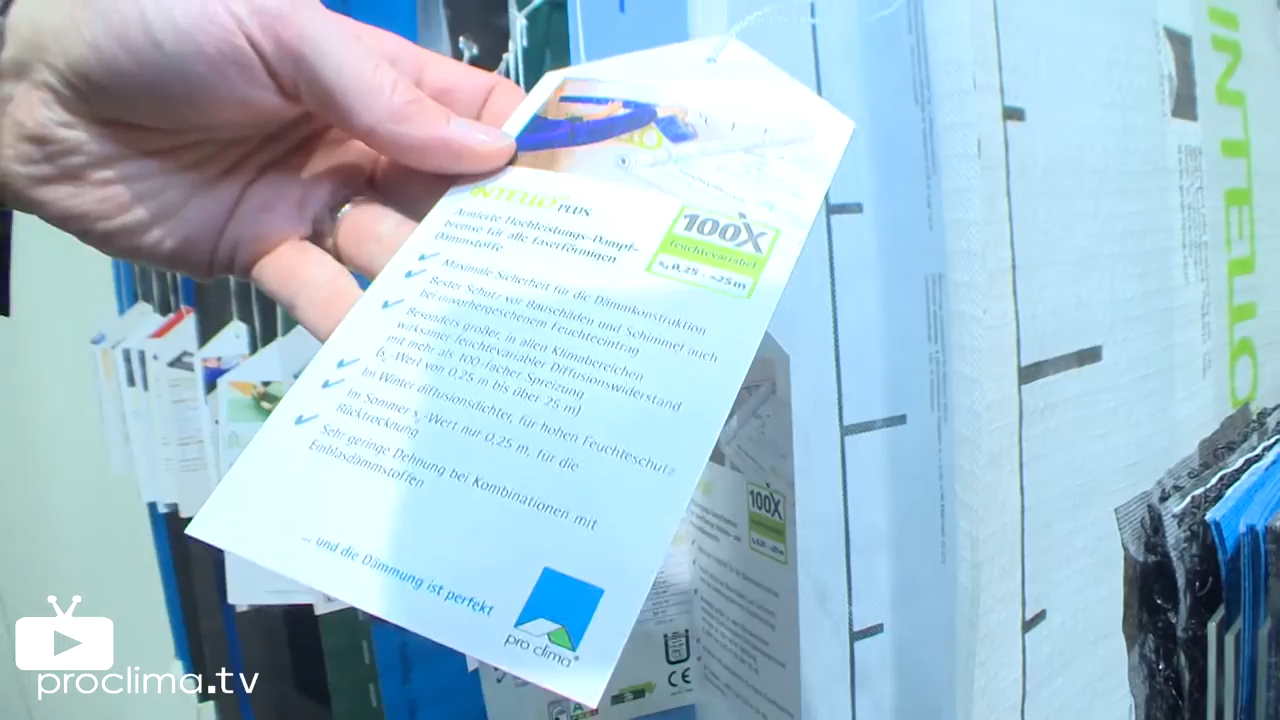 INTELLO PLUS
Armierte Hochleistungs-Dampf-
bremse für alle faserförmigen
Dämmstoffe
100X
feuchtevariabel
sd 0,25 - >25 m
Maximale Sicherheit für die Dämmkonstruktion
Bester Schutz vor Bauschäden und Schimmel auch
bei unvorhergesehenem Feuchteeintrag
Besonders großer, in allen Klimabereichen
wirksamer feuchtevariabler Diffusionswiderstand
mit mehr als 100-facher Spreizung
(sd-Wert von 0,25 m bis über 25 m)
Im Winter diffusionsdichter, für hohen Feuchteschutz
Im Sommer sd-Wert nur 0,25 m, für die
Rücktrocknung
Sehr geringe Dehnung bei Kombinationen mit
Einblasdämmstoffen
... und die Dämmung ist perfekt
pro clima®
INTELLO
100X
CE
proclima.tv